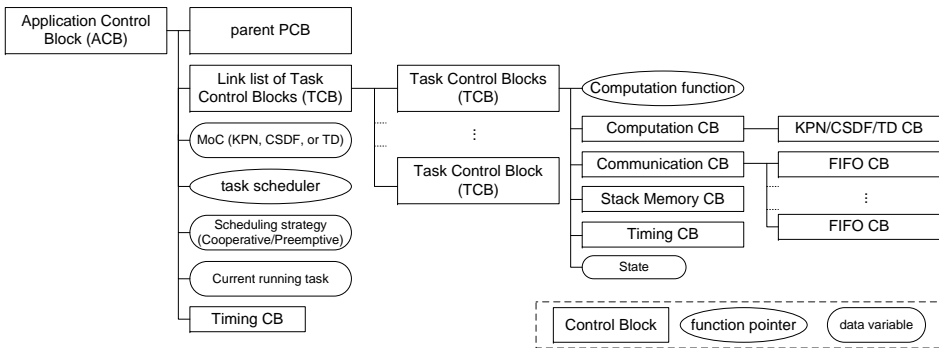 Application Control
Block (ACB)
parent PCB
Link list of Task
Control Blocks (TCB)
MoC (KPN, CSDF, or TD)
task scheduler
Scheduling strategy
(Cooperative/Preemptive)
Current running task
Timing CB
Task Control Blocks
(TCB)
...
Task Control Block
(TCB)
Computation function
Computation CB
Communication CB
Stack Memory CB
Timing CB
State
KPN/CSDF/TD CB
FIFO CB
...
FIFO CB
Control Block
function pointer
data variable